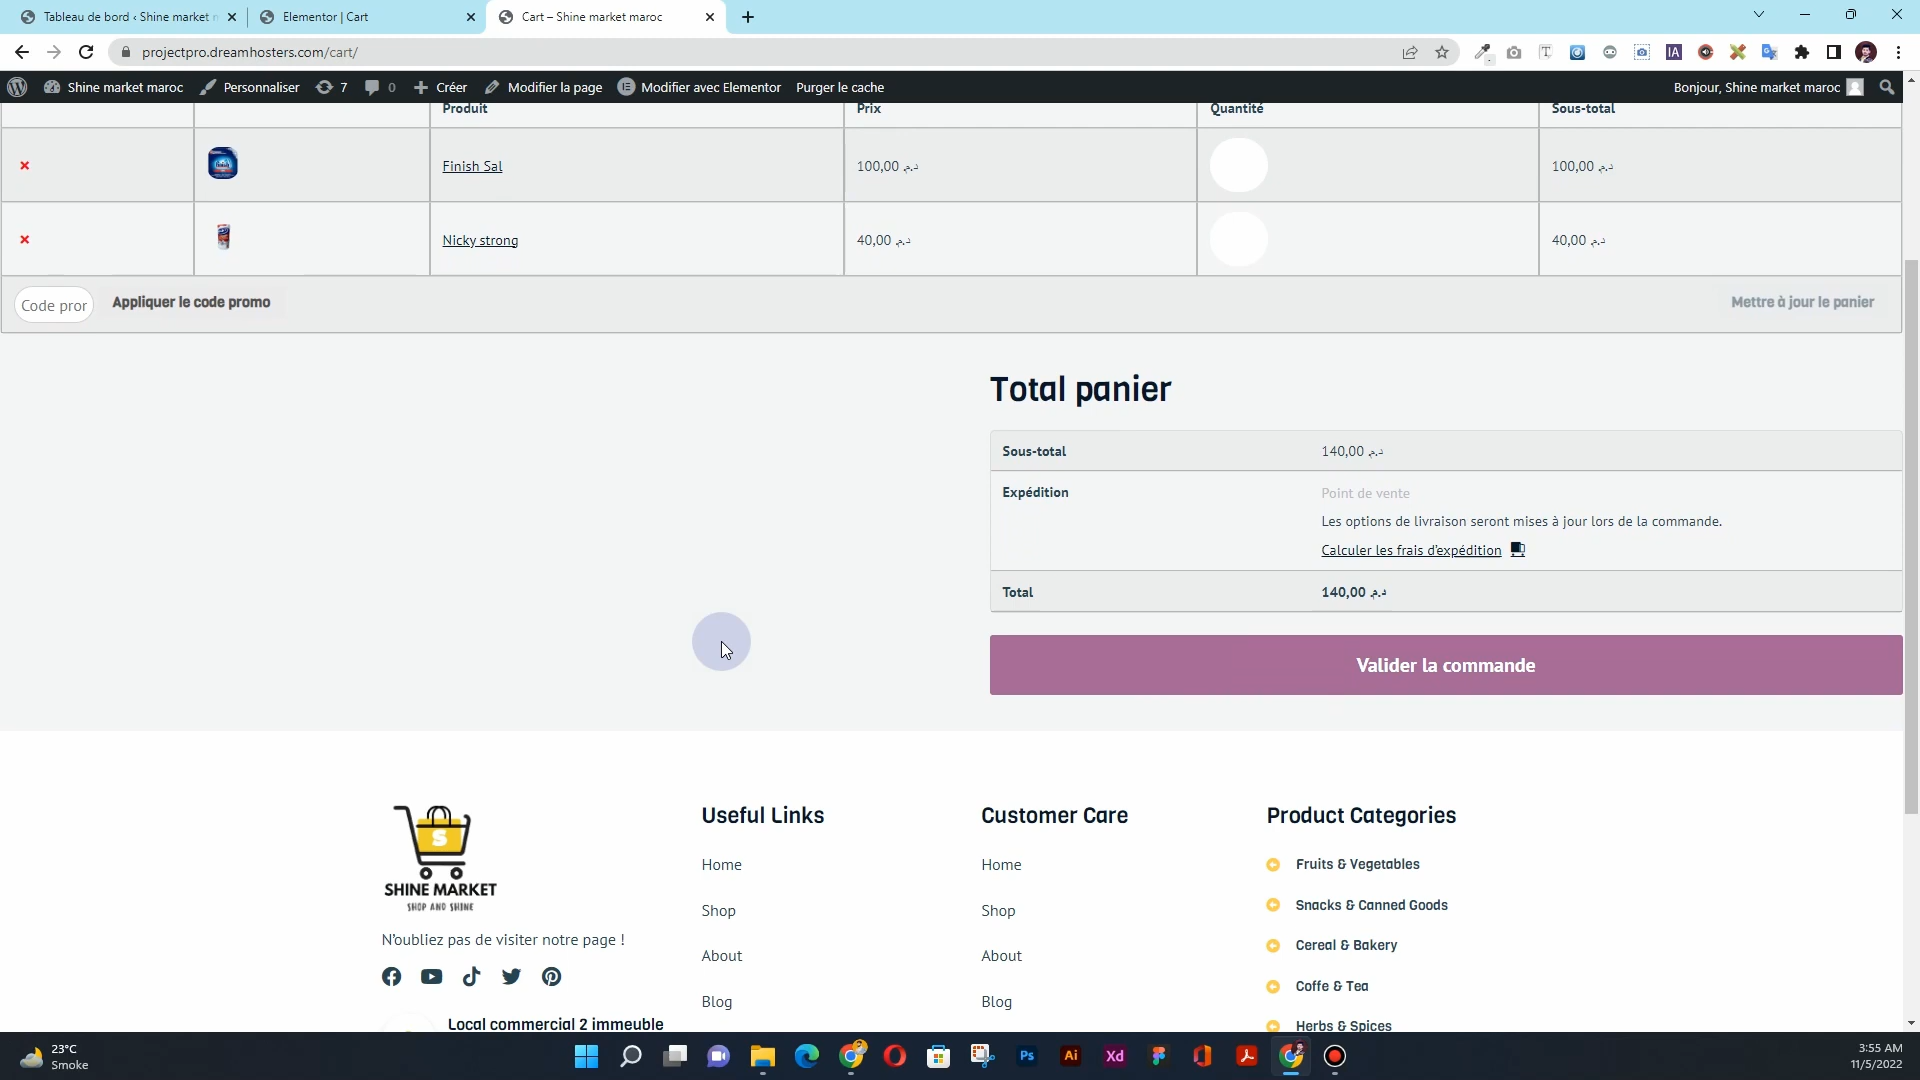 Tableau de bord ‹ Shine market
Elementor | Cart
Cart – Shine market maroc
projectpro.dreamhosters.com/cart/
Shine market maroc
Personnaliser
7
0
Créer
Modifier la page
Modifier avec Elementor
Purger le cache
Bonjour, Shine market maroc
Produit
Prix
Quantité
Sous-total
Finish Sal
100,00 د.م.
100,00 د.م.
Nicky strong
40,00 د.م.
40,00 د.م.
Code pror
Appliquer le code promo
Mettre à jour le panier
Total panier
Sous-total
140,00 د.م.
Expédition
Point de vente
Les options de livraison seront mises à jour lors de la commande.
Calculer les frais d’expédition
Total
140,00 د.م.
Valider la commande
S
SHINE MARKET
SHOP AND SHINE
N’oubliez pas de visiter notre page !
Local commercial 2 immeuble
Useful Links
Home
Shop
About
Blog
Customer Care
Home
Shop
About
Blog
Product Categories
Fruits & Vegetables
Snacks & Canned Goods
Cereal & Bakery
Coffe & Tea
Herbs & Spices
23°C
Smoke
Ps
Ai
Xd
3:55 AM
11/5/2022